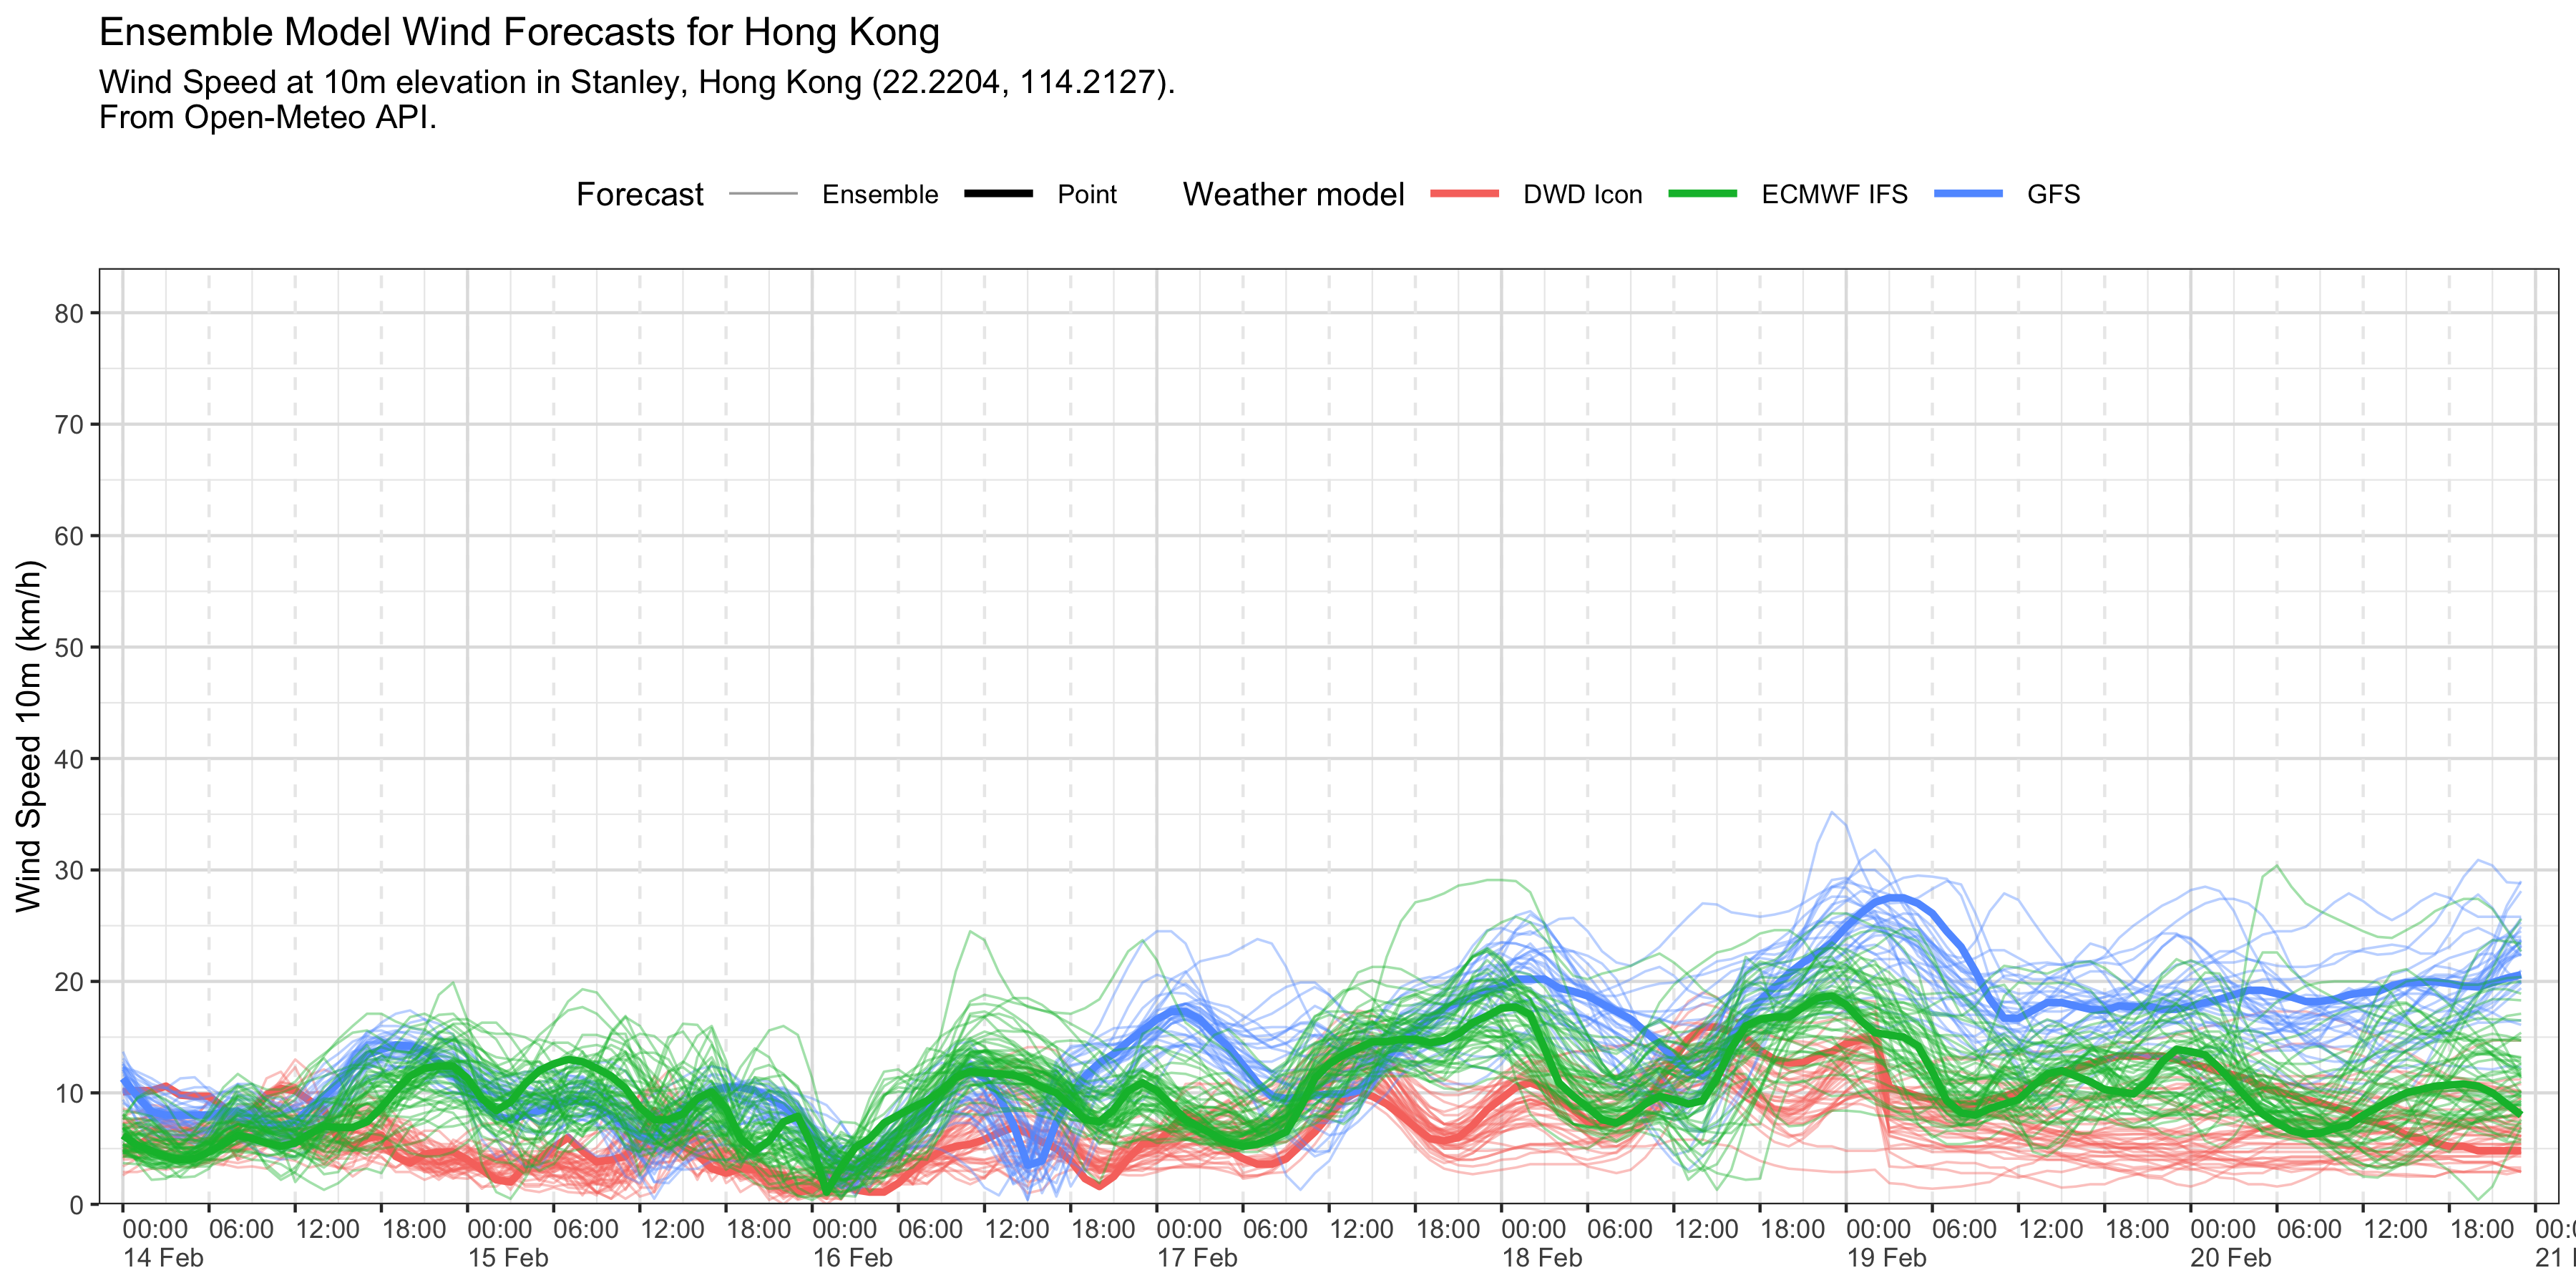 Ensemble Model Wind Forecasts for Hong Kong
Wind Speed at 10m elevation in Stanley, Hong Kong (22.2204, 114.2127).
From Open-Meteo API.
Forecast Ensemble Point Weather model DWD Icon ECMWF IFS GFS
Wind Speed 10m (km/h)
80
70
60
50
40
30
20
10
0
00:00 06:00 12:00 18:00 00:00 06:00 12:00 18:00 00:00 06:00 12:00 18:00 00:00 06:00 12:00 18:00 00:00 06:00 12:00 18:00 00:00 06:00 12:00 18:00 00:00 06:00 12:00 18:00
14 Feb 15 Feb 16 Feb 17 Feb 18 Feb 19 Feb 20 Feb 21